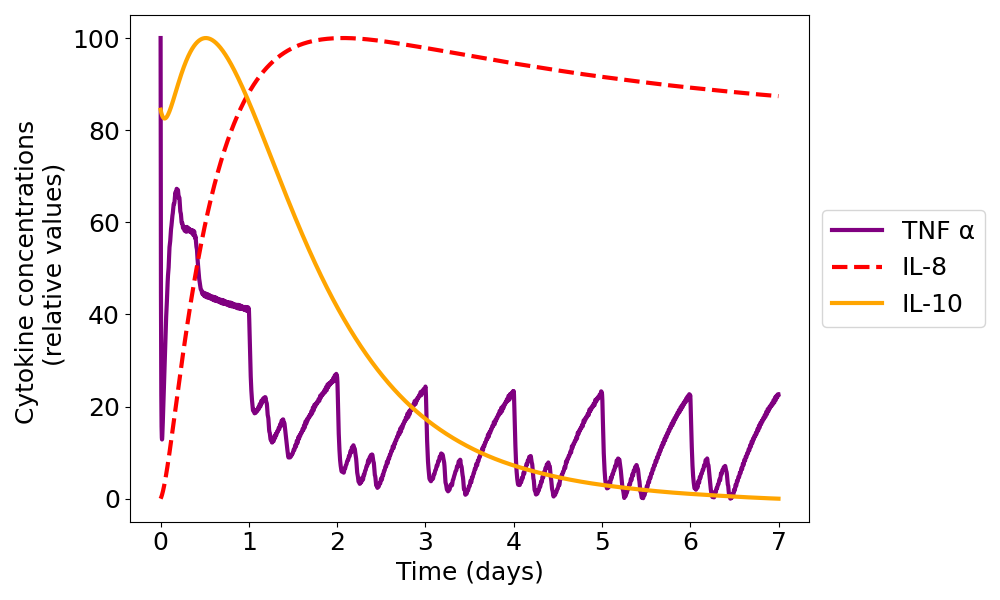 Cytokine concentrations
(relative values)
100
80
60
40
20
0
0 1 2 3 4 5 6 7
Time (days)
TNF α
IL-8
IL-10